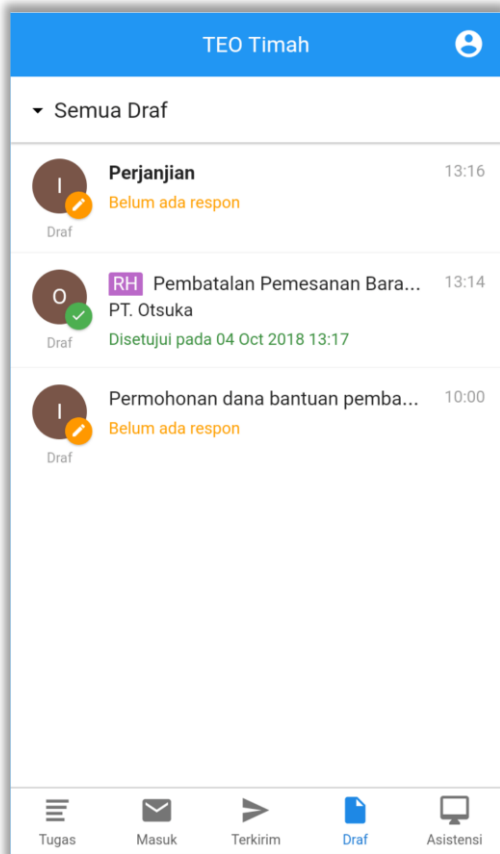 TEO Timah
Semua Draf
I
Perjanjian
13:16
Belum ada respon
Draf
O
RH Pembatalan Pemesanan Bara...
13:14
PT. Otsuka
Disetujui pada 04 Oct 2018 13:17
Draf
I
Permohonan dana bantuan pemba...
10:00
Belum ada respon
Draf
Tugas
Masuk
Terkirim
Draf
Asistensi